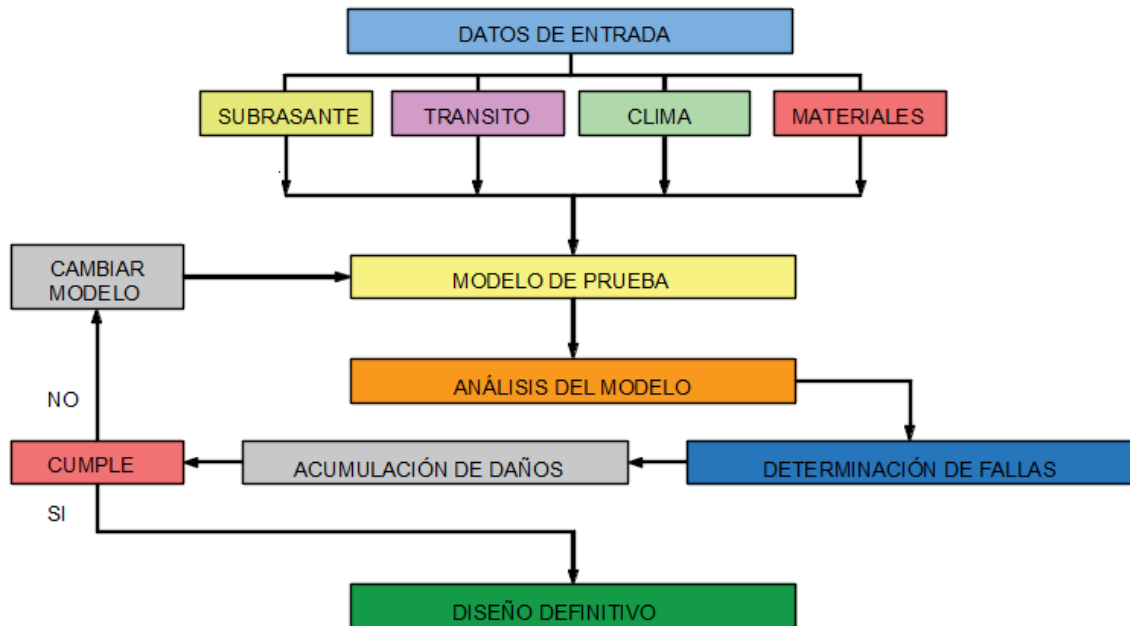 DATOS DE ENTRADA
SUBRASANTE
TRANSITO
CLIMA
MATERIALES
CAMBIAR
MODELO
MODELO DE PRUEBA
ANÁLISIS DEL MODELO
NO
CUMPLE
ACUMULACIÓN DE DAÑOS
DETERMINACIÓN DE FALLAS
SI
DISEÑO DEFINITIVO